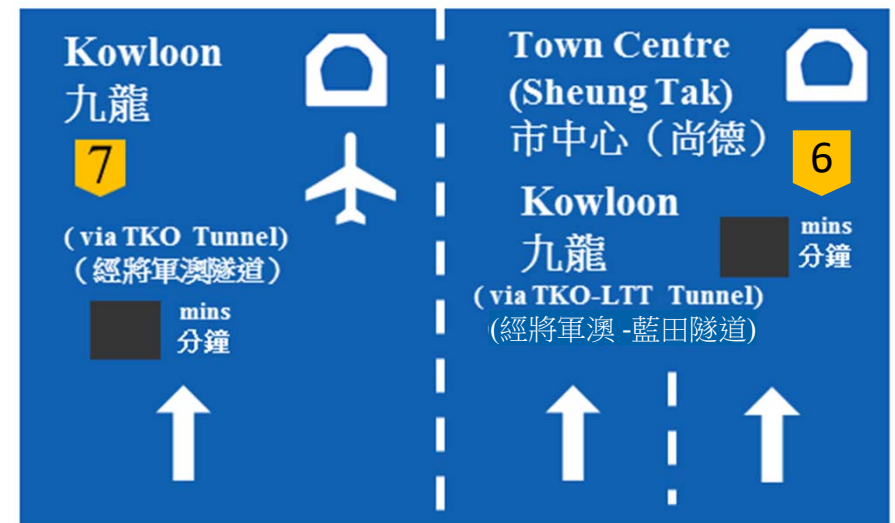 Kowloon
九龍
7
( via TKO Tunnel)
（經將軍澳隧道）
mins
分鐘
Town Centre
(Sheung Tak)
市中心（尚德）
6
Kowloon
九龍
mins
分鐘
( via TKO-LTT Tunnel)
(經將軍澳 -藍田隧道)